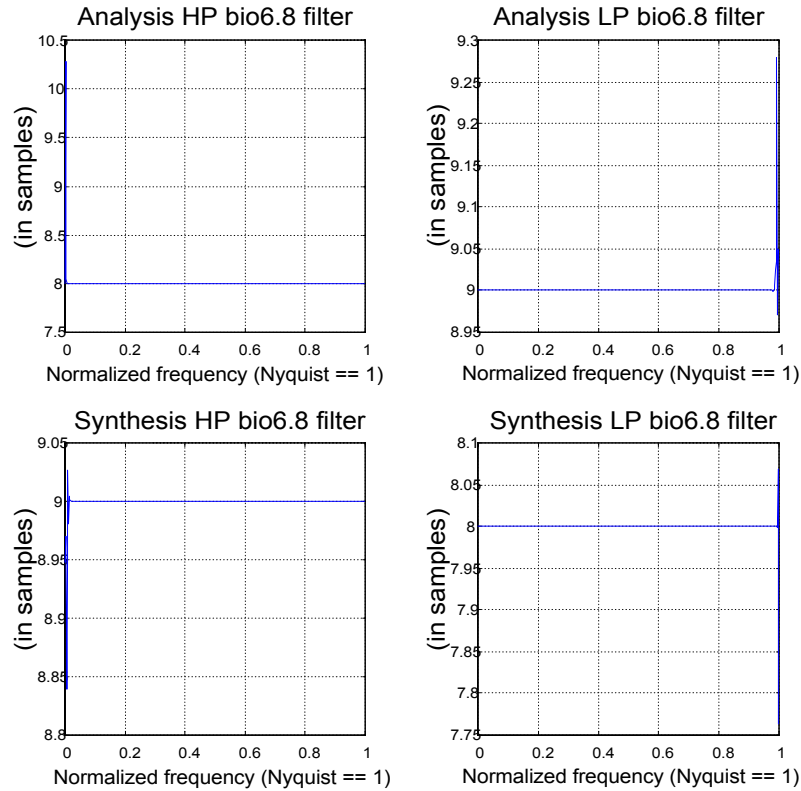 Analysis HP bio6.8 filter
10.5
10
9.5
9
8.5
8
7.5
(in samples)
0 0.2 0.4 0.6 0.8 1
Normalized frequency (Nyquist == 1)
Analysis LP bio6.8 filter
9.3
9.25
9.2
9.15
9.1
9.05
9
8.95
(in samples)
0 0.2 0.4 0.6 0.8 1
Normalized frequency (Nyquist == 1)
Synthesis HP bio6.8 filter
9.05
9
8.95
8.9
8.85
8.8
(in samples)
0 0.2 0.4 0.6 0.8 1
Normalized frequency (Nyquist == 1)
Synthesis LP bio6.8 filter
8.1
8.05
8
7.95
7.9
7.85
7.8
7.75
(in samples)
0 0.2 0.4 0.6 0.8 1
Normalized frequency (Nyquist == 1)